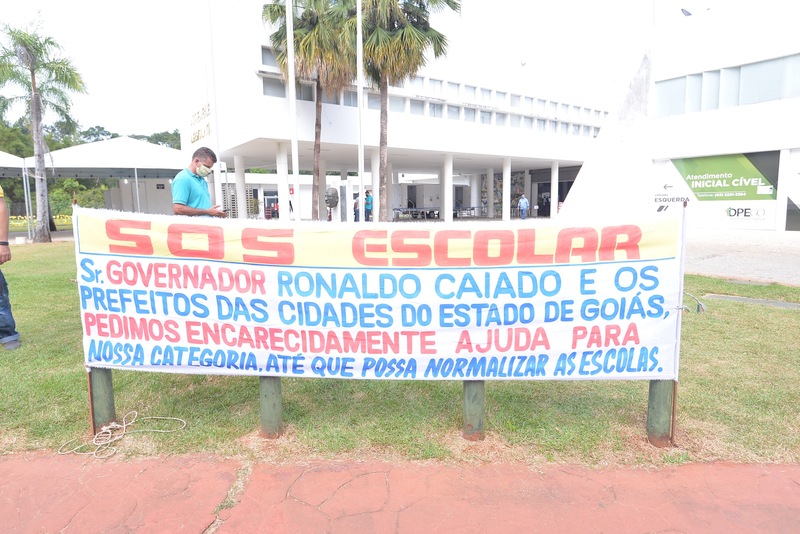 SOS ESCOLAR
Sr. GOVERNADOR RONALDO CAIADO E OS
PREFEITOS DAS CIDADES DO ESTADO DE GOIÁS,
PEDIMOS ENCARECIDAMENTE AJUDA PARA
NOSSA CATEGORIA, ATÉ QUE POSSA NORMALIZAR AS ESCOLAS.
Atendimento
INICIAL CÍVEL
ESQUERDA
DPE